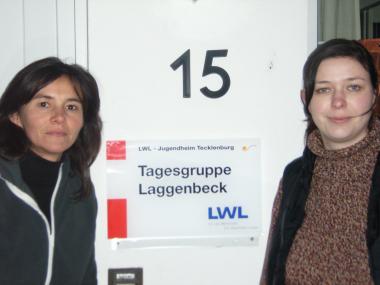 15
LWL - Jugendheim Tecklenburg
Tagesgruppe
Laggenbeck
LWL